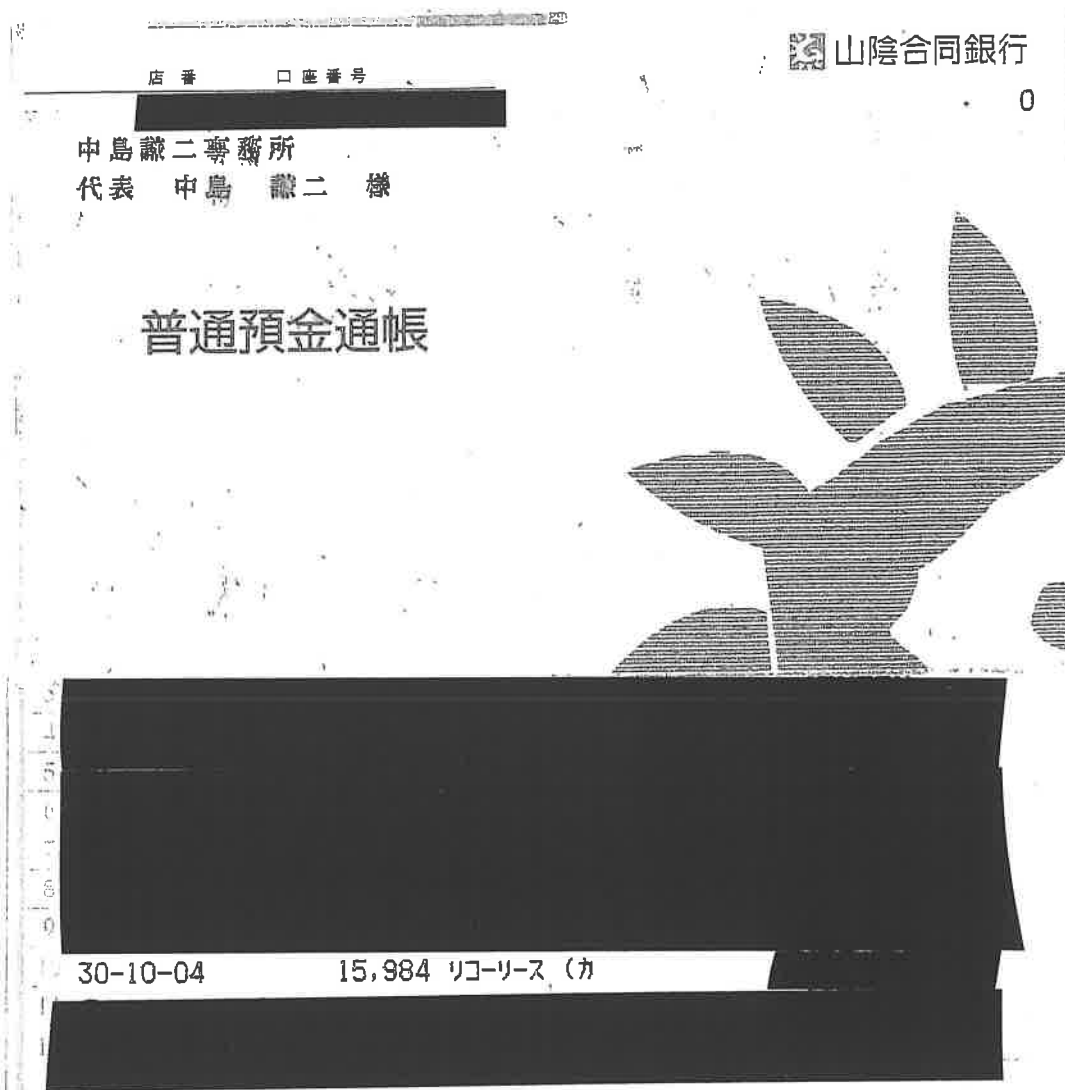 山陰合同銀行
0
店番 口座番号
中島謙二事務所
代表 中島 謙二 様
普通預金通帳
30-10-04 15,984 リコーリース (カ